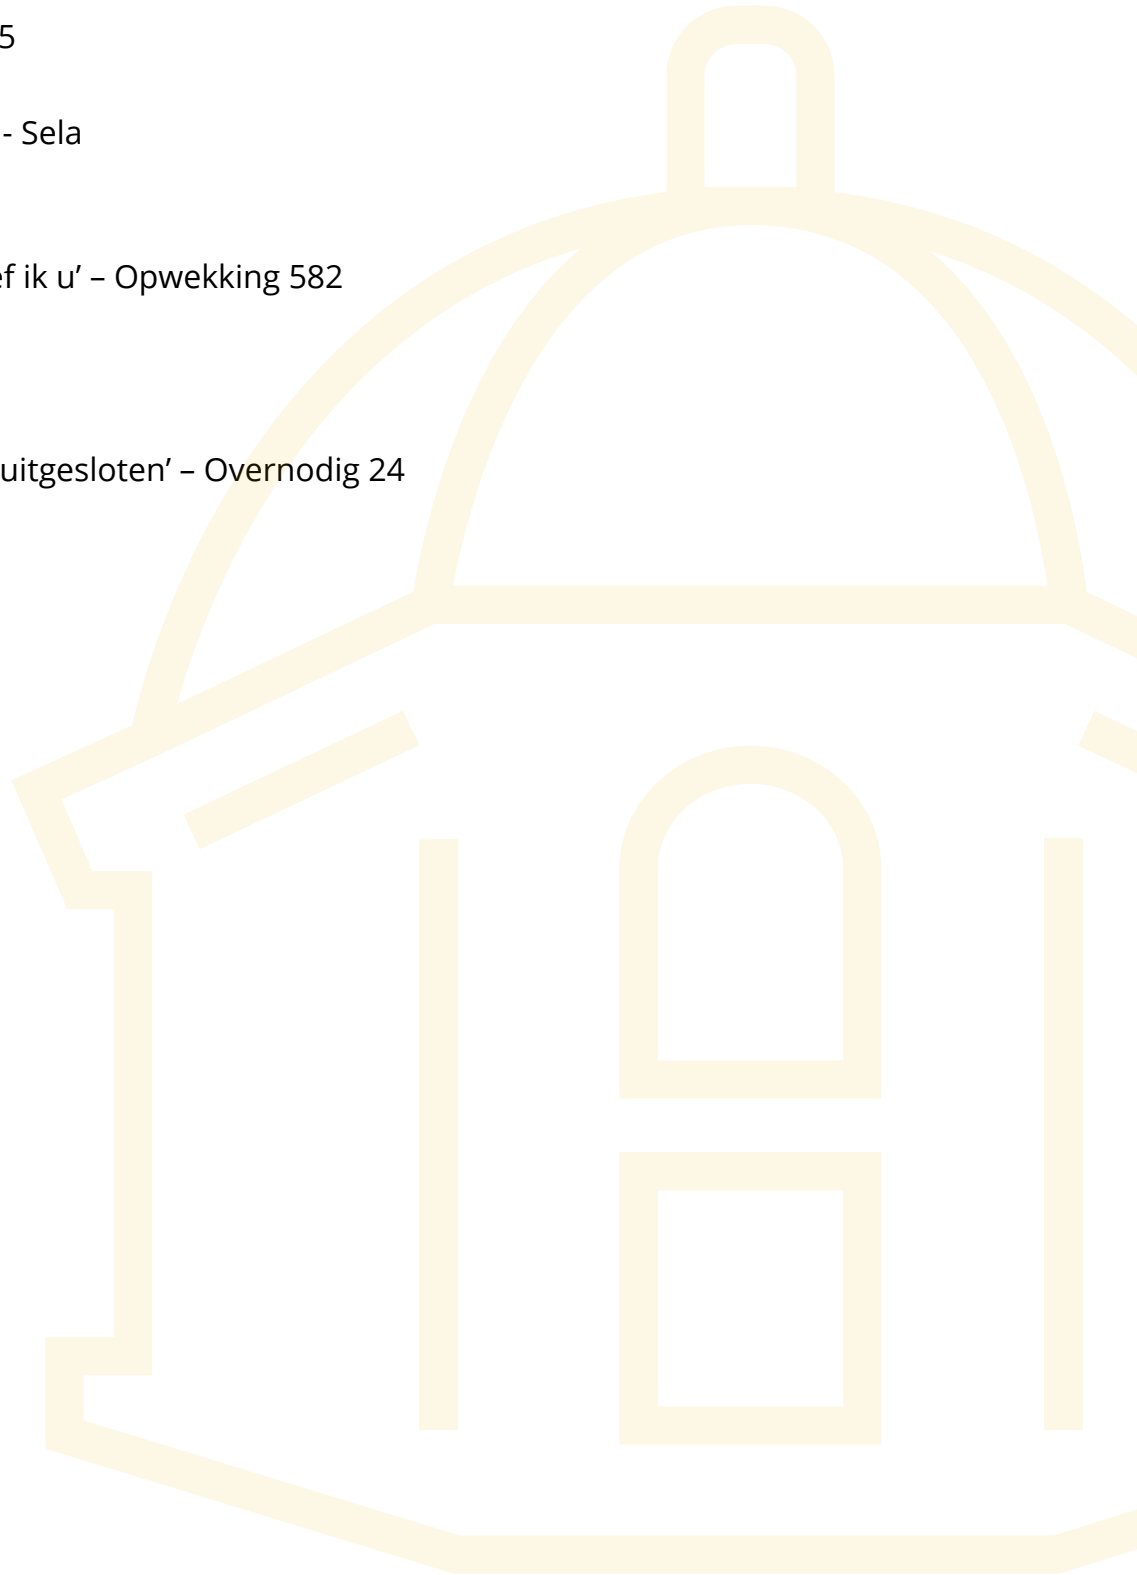 5
- Sela
ef ik u’ – Opwekking 582
uitgesloten’ – Overnodig 24